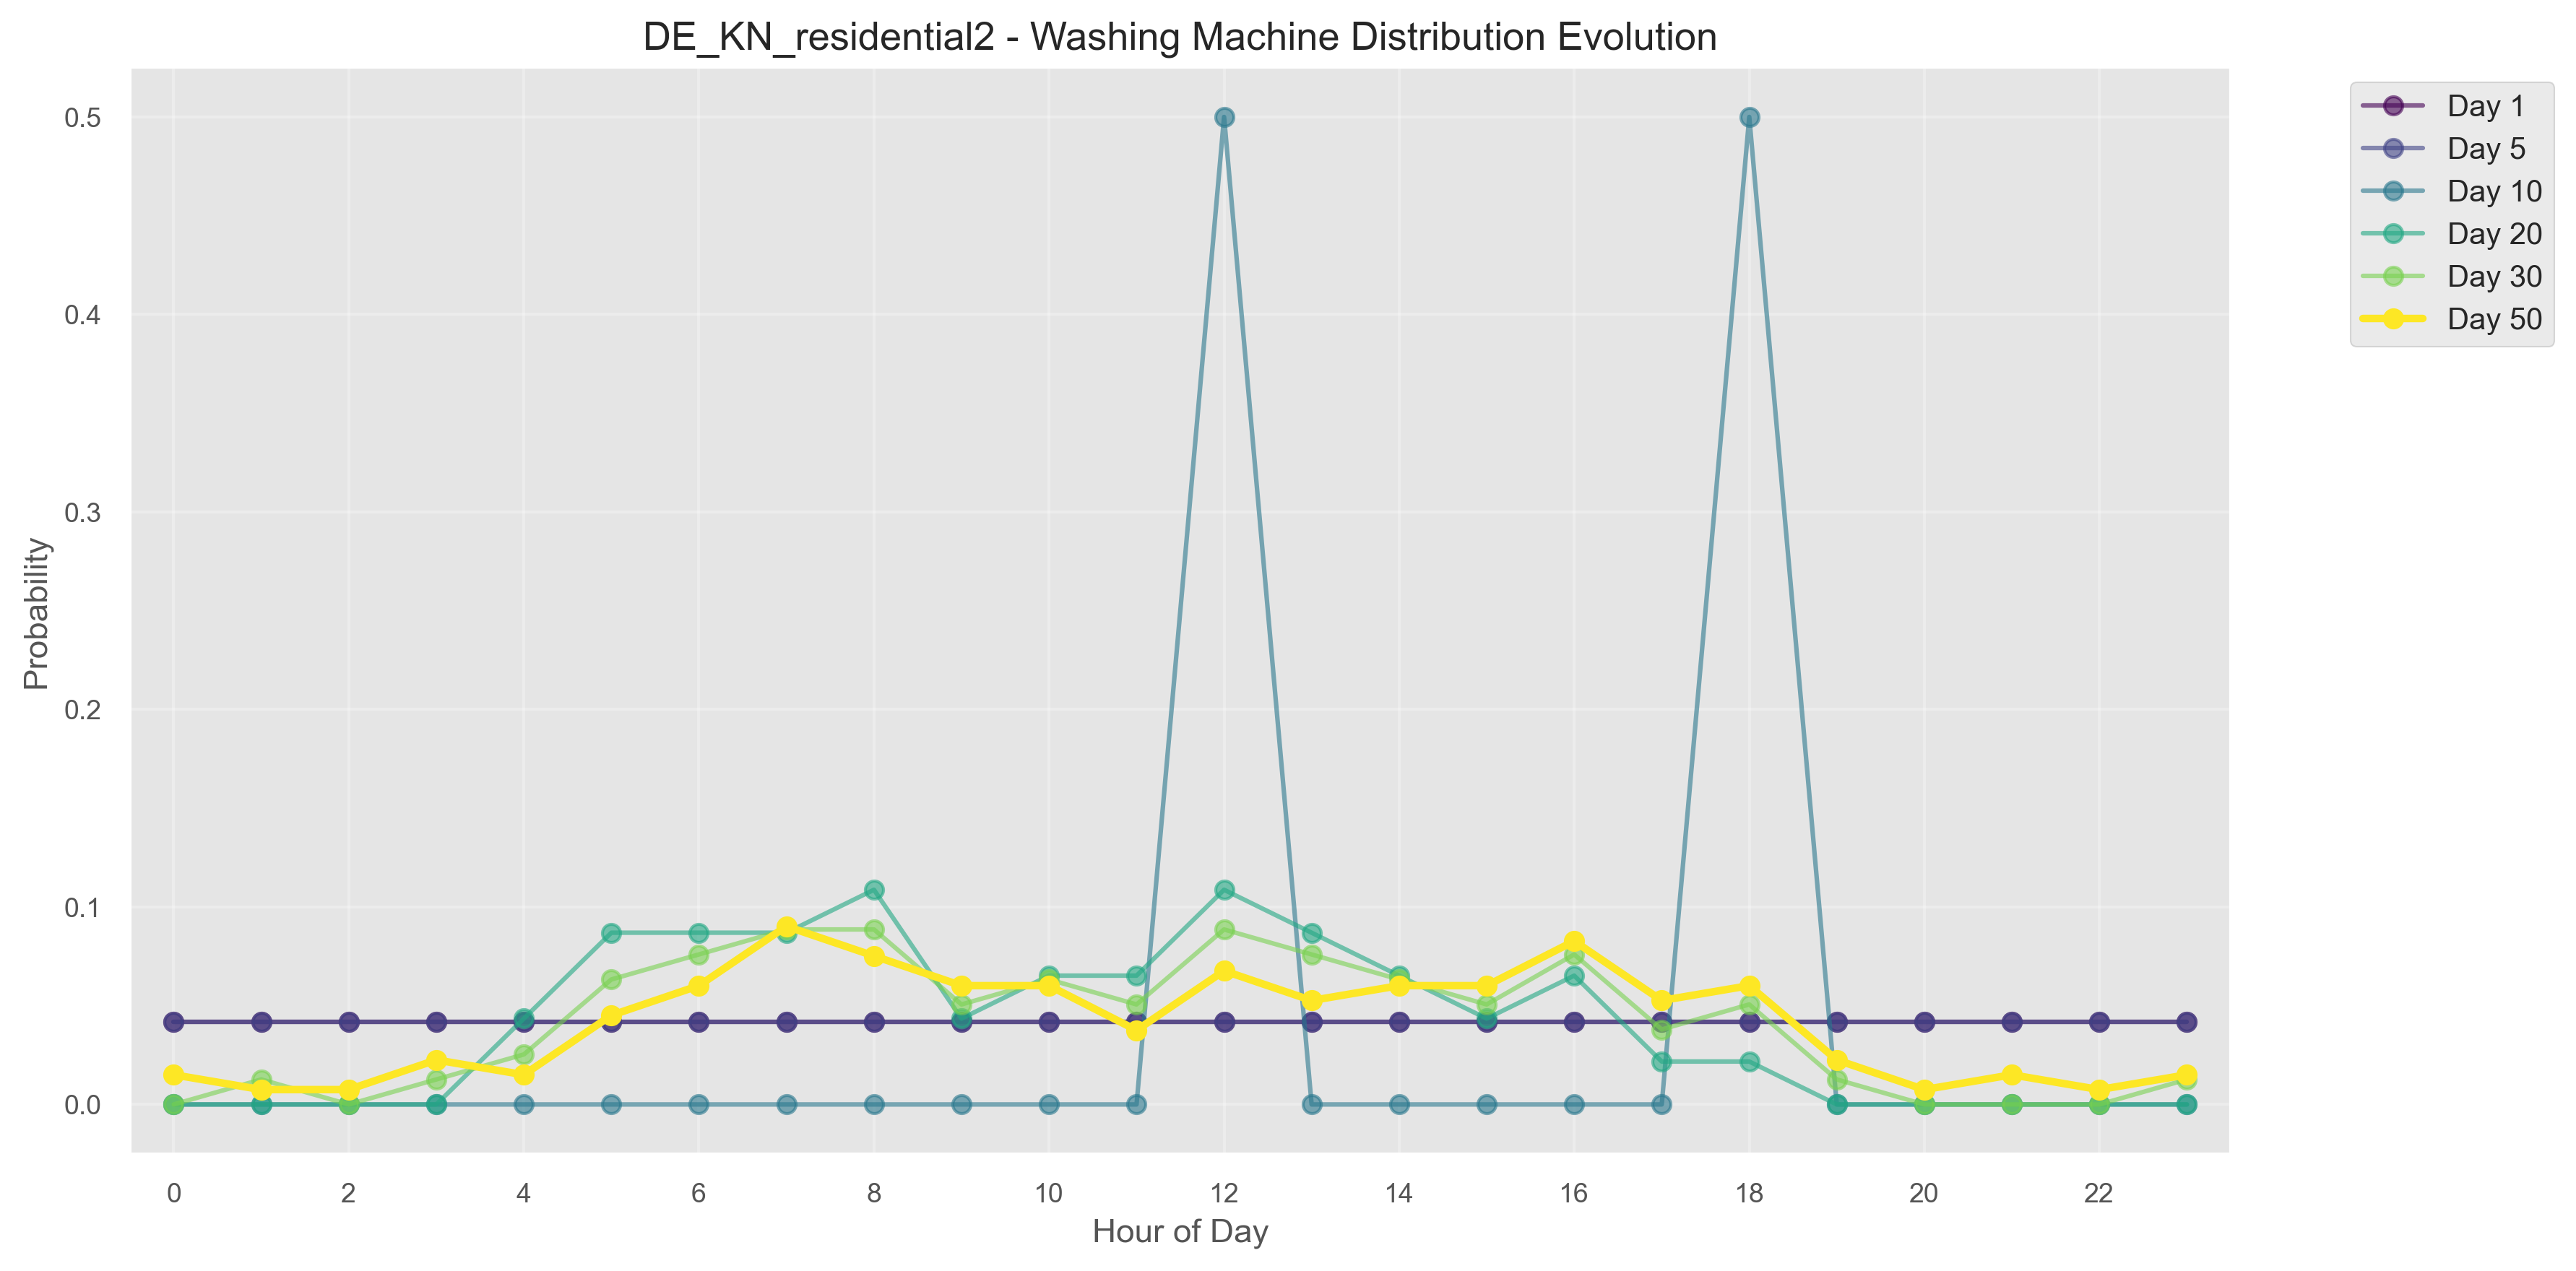 DE_KN_residential2 - Washing Machine Distribution Evolution
Day 1
Day 5
Day 10
Day 20
Day 30
Day 50
Probability
0.5
0.4
0.3
0.2
0.1
0.0
0 2 4 6 8 10 12 14 16 18 20 22
Hour of Day